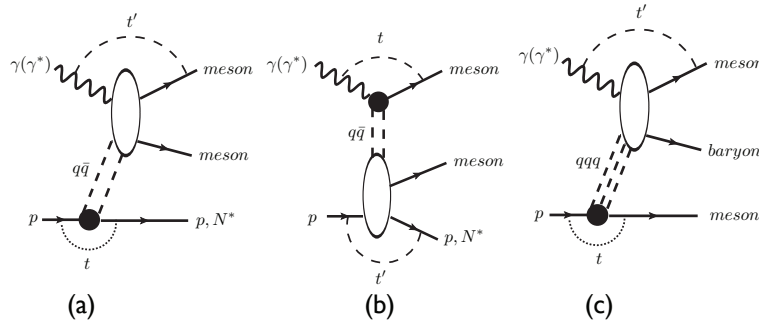 t′
γ(γ*)
meson
meson
qq̄
p
p, N*
t
(a)
t
γ(γ*)
meson
qq̄
meson
p
p, N*
t′
(b)
t′
γ(γ*)
meson
baryon
qqq
p
meson
t
(c)